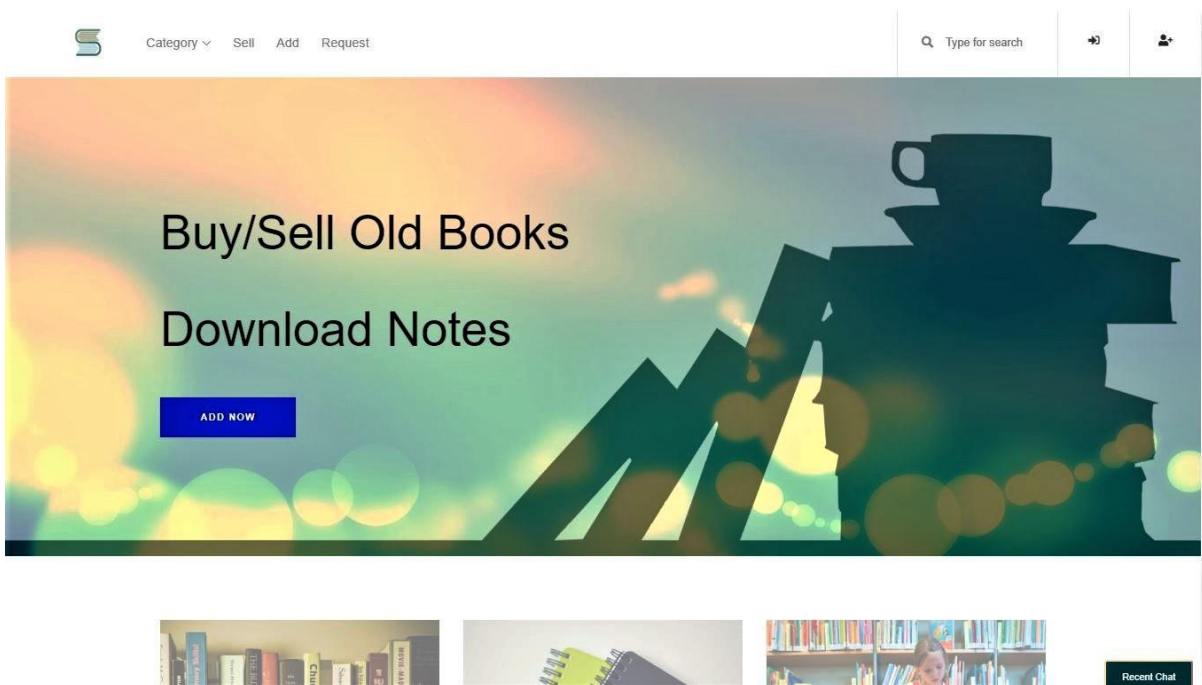 Category Sell Add Request Type for search
Buy/Sell Old Books
Download Notes
ADD NOW
Recent Chat